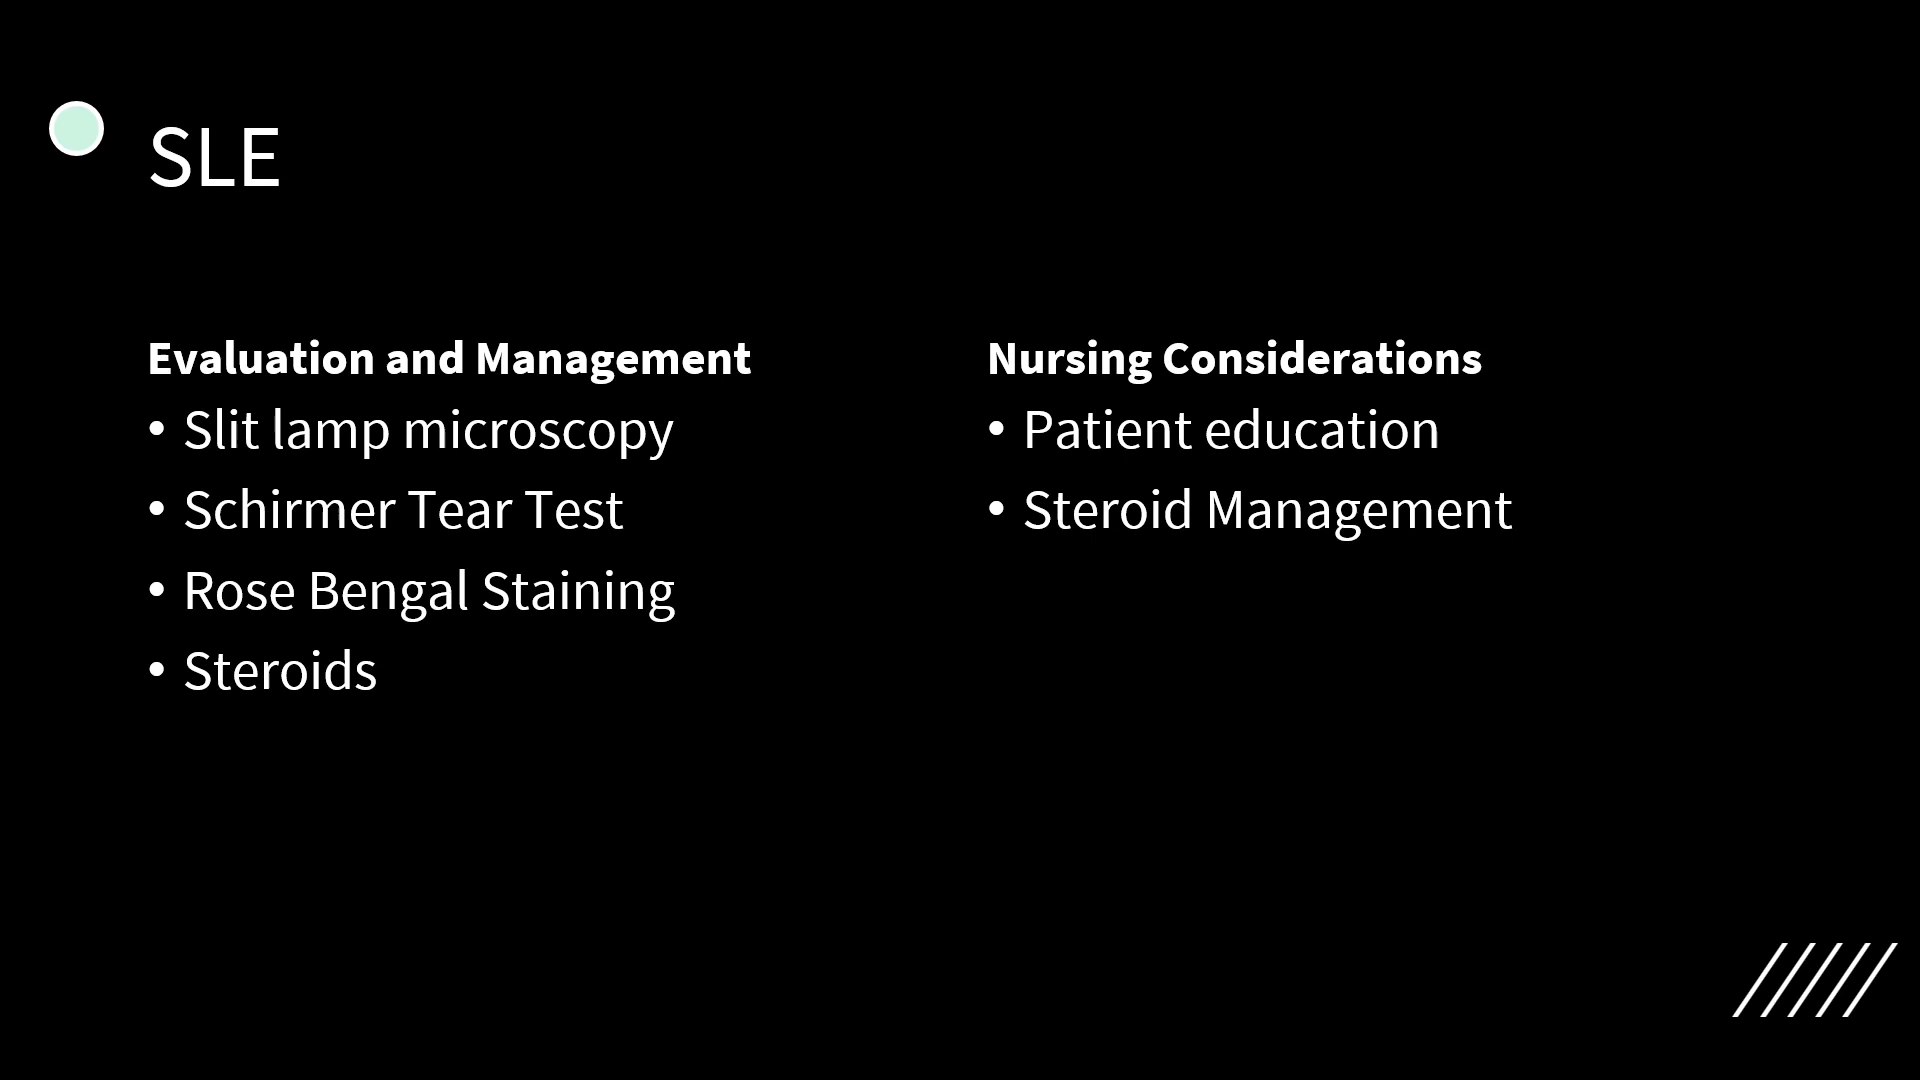 SLE
Evaluation and Management
• Slit lamp microscopy
• Schirmer Tear Test
• Rose Bengal Staining
• Steroids
Nursing Considerations
• Patient education
• Steroid Management